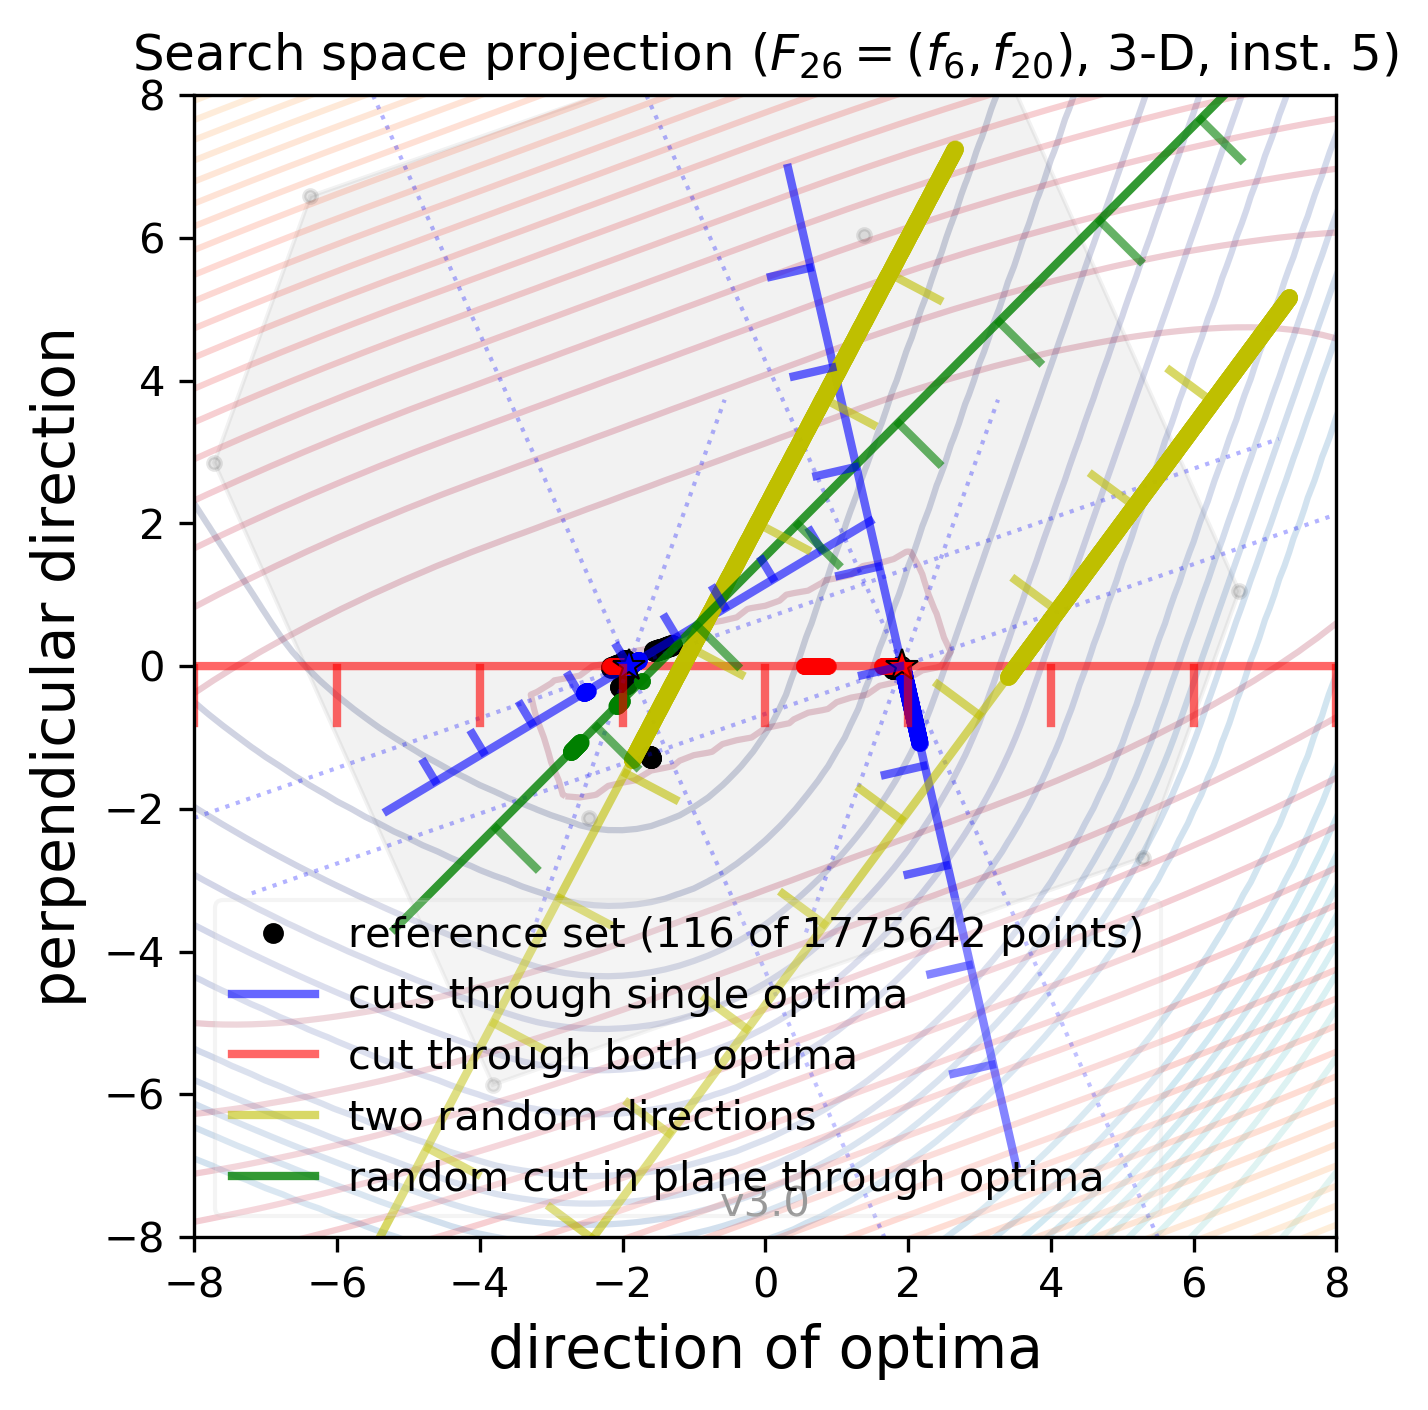 Search space projection (F₂₆ = (f₆, f₂₀), 3-D, inst. 5)
8
6
4
2
0
−2
−4
−6
−8
perpendicular direction
reference set (116 of 1775642 points)
cuts through single optima
cut through both optima
two random directions
random cut in plane through optima
v3.0
−8 −6 −4 −2 0 2 4 6 8
direction of optima